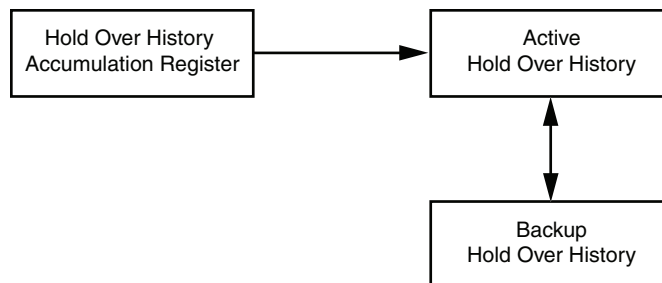 Hold Over History
Accumulation Register
Active
Hold Over History
Backup
Hold Over History